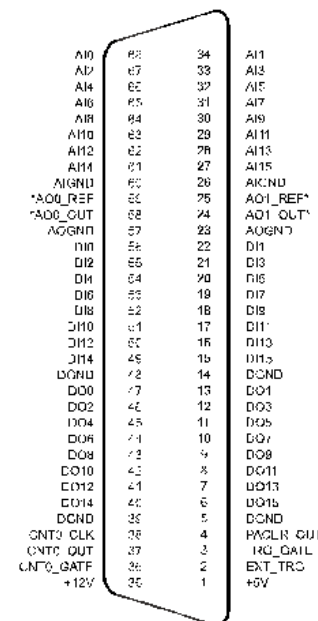 AI0 68 34 AI1
AI2 67 33 AI3
AI4 66 32 AI5
AI6 65 31 AI7
AI8 64 30 AI9
AI10 63 29 AI11
AI12 62 28 AI13
AI14 61 27 AI15
AIGND 60 26 AIGND
*AO0_REF 59 25 AO1_REF*
*AO0_OUT 58 24 AO1_OUT*
AOGND 57 23 AOGND
DI0 56 22 DI1
DI2 55 21 DI3
DI4 54 20 DI5
DI6 53 19 DI7
DI8 52 18 DI9
DI10 51 17 DI11
DI12 50 16 DI13
DI14 49 15 DI15
DGND 48 14 DGND
DO0 47 13 DO1
DO2 46 12 DO3
DO4 45 11 DO5
DO6 44 10 DO7
DO8 43 9 DO9
DO10 42 8 DO11
DO12 41 7 DO13
DO14 40 6 DO15
DGND 39 5 DGND
CNT0_CLK 38 4 PACER_OUT
CNT0_OUT 37 3 TRG_GATE
CNT0_GATE 36 2 EXT_TRG
+12V 35 1 +5V